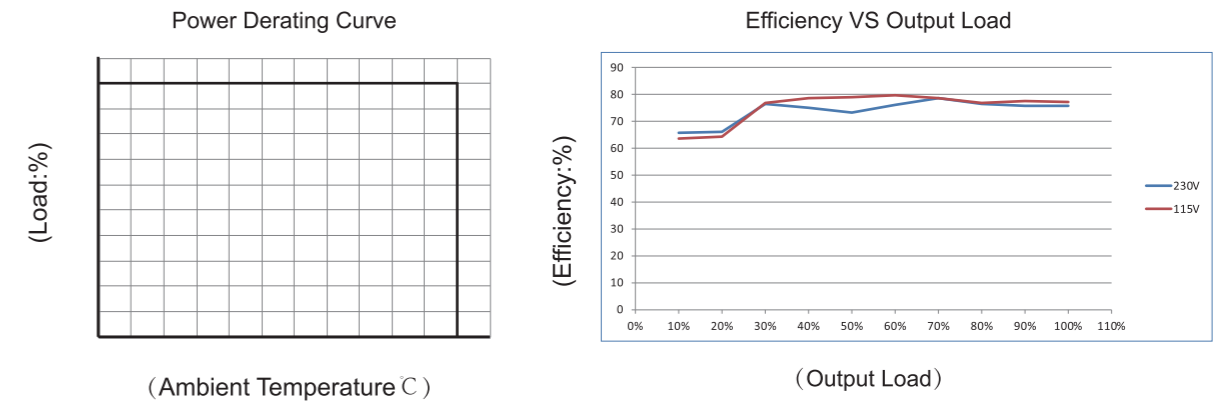 Power Derating Curve
(Load:%)
(Ambient Temperature℃)
Efficiency VS Output Load
(Efficiency:%)
90
80
70
60
50
40
30
20
10
0
0% 10% 20% 30% 40% 50% 60% 70% 80% 90% 100% 110%
230V
115V
(Output Load)